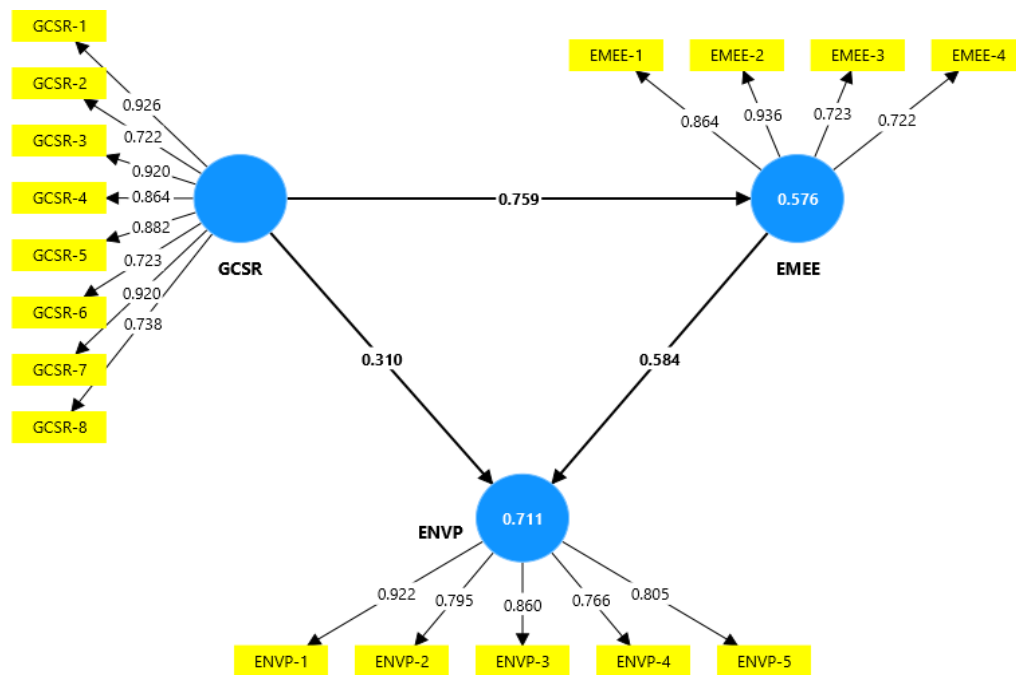 GCSR-1
GCSR-2
GCSR-3
GCSR-4
GCSR-5
GCSR-6
GCSR-7
GCSR-8
0.926
0.722
0.920
0.864
0.882
0.723
0.920
0.738
GCSR
0.759
0.310
EMEE-1
EMEE-2
EMEE-3
EMEE-4
0.864
0.936
0.723
0.722
0.576
EMEE
0.584
0.711
ENVP
0.922
0.795
0.860
0.766
0.805
ENVP-1
ENVP-2
ENVP-3
ENVP-4
ENVP-5